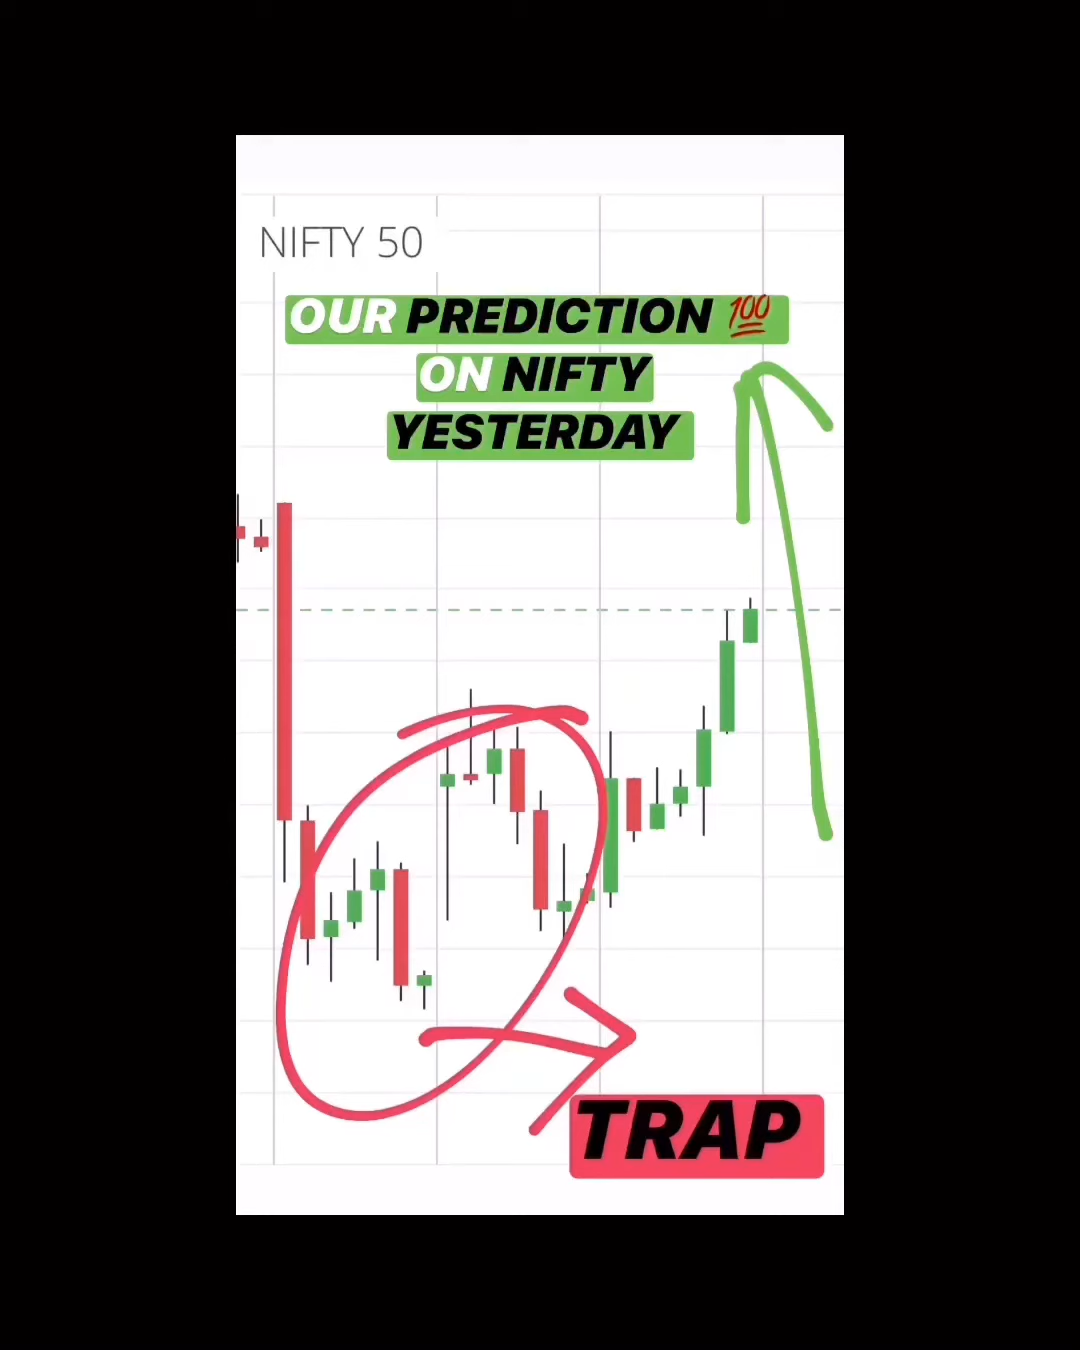 NIFTY 50
OUR PREDICTION 💯
ON NIFTY
YESTERDAY
TRAP